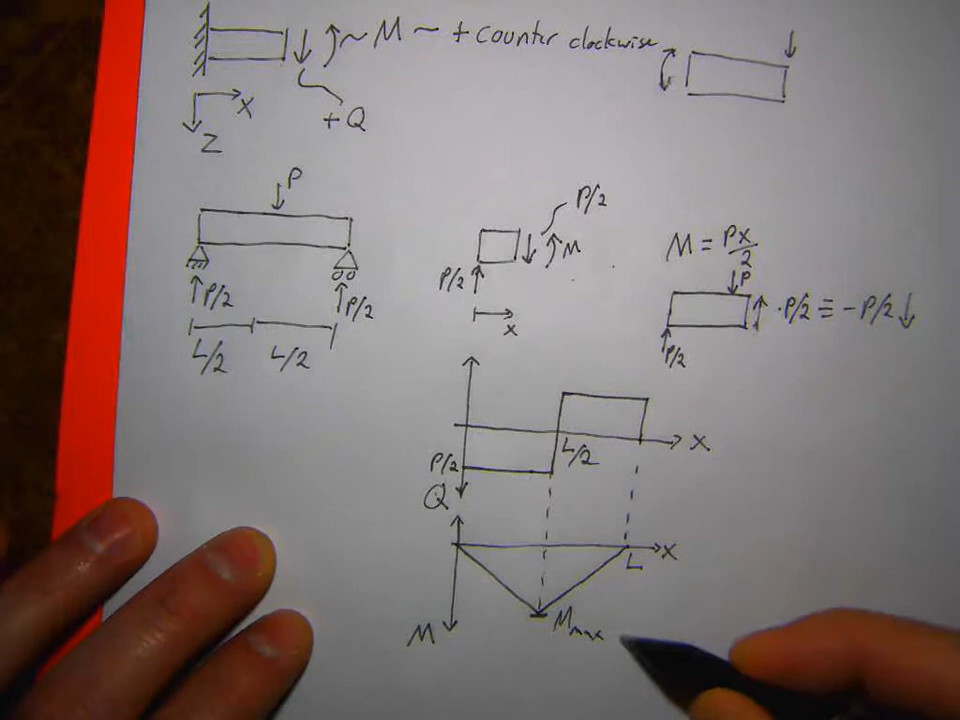 M ~ + counter clockwise
X
Z
+ Q
P
P/2
P/2
L/2
L/2
P/2
M
P/2
x
M = Px/2
P
P/2 ≡ - P/2
P/2
X
L/2
P/2
Q
X
L
M
Mmax